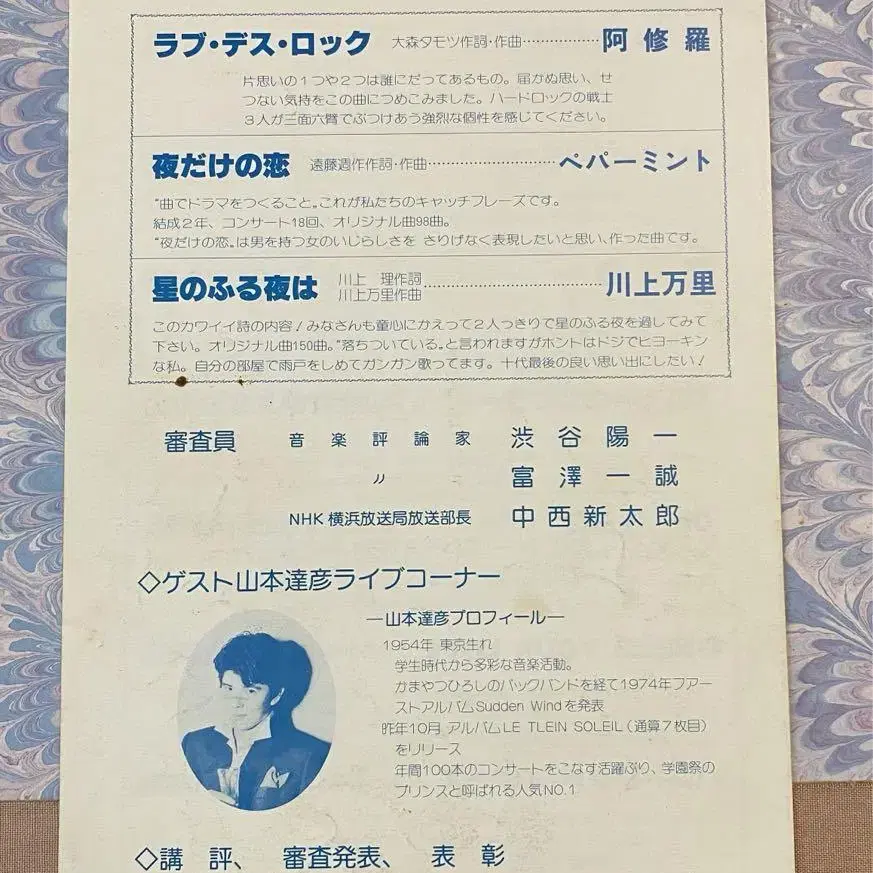 ラブ・デス・ロック 大森タモツ作詞・作曲……………阿修羅
片思いの1つや2つは誰にだってあるもの。届かぬ思い、せ
つない気持をこの曲につめこみました。ハードロックの戦士
3人が三面六臂でぶつけあう強烈な個性を感じてください。
夜だけの恋 遠藤週作作詞・作曲……………………ペパーミント
“曲でドラマをつくること„これが私たちのキャッチフレーズです。
結成2年、コンサート18回、オリジナル曲98曲。
“夜だけの恋„は男を持つ女のいじらしさを さりげなく表現したいと思い、作った曲です。
星のふる夜は 川上 理作詞
川上万里作曲……………………………川上万里
このカワイイ詩の内容!みなさんも童心にかえって2人っきりで星のふる夜を過してみて
下さい。オリジナル曲150曲。“落ちついている„と言われますがホントはドジでヒョーキン
な私。自分の部屋で雨戸をしめてガンガン歌ってます。十代最後の良い思い出にしたい!
審査員 音楽評論家 渋谷陽一
〃 富澤一誠
NHK横浜放送局放送部長 中西新太郎
◇ゲスト山本達彦ライブコーナー
―山本達彦プロフィール―
1954年 東京生れ
学生時代から多彩な音楽活動。
かまやつひろしのバックバンドを経て1974年フアー
ストアルバムSudden Windを発表
昨年10月 アルバムLE TLEIN SOLEIL(通算7枚目)
をリリース
年間100本のコンサートをこなす活躍ぶり、学園祭の
プリンスと呼ばれる人気NO.1
◇講評、 審査発表、 表彰